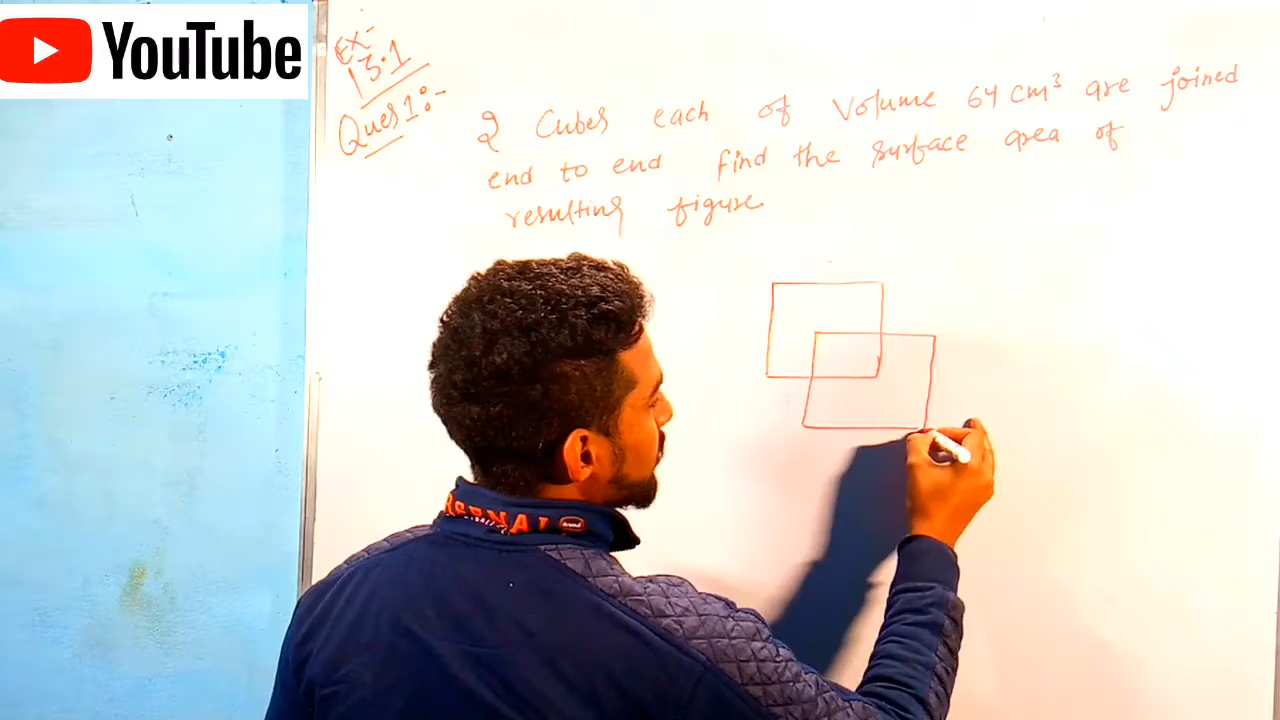 YouTube
Ex-
13.1
Ques 1:-
2 Cubes each of Volume 64 cm³ are joined
end to end find the surface area of
resulting figure